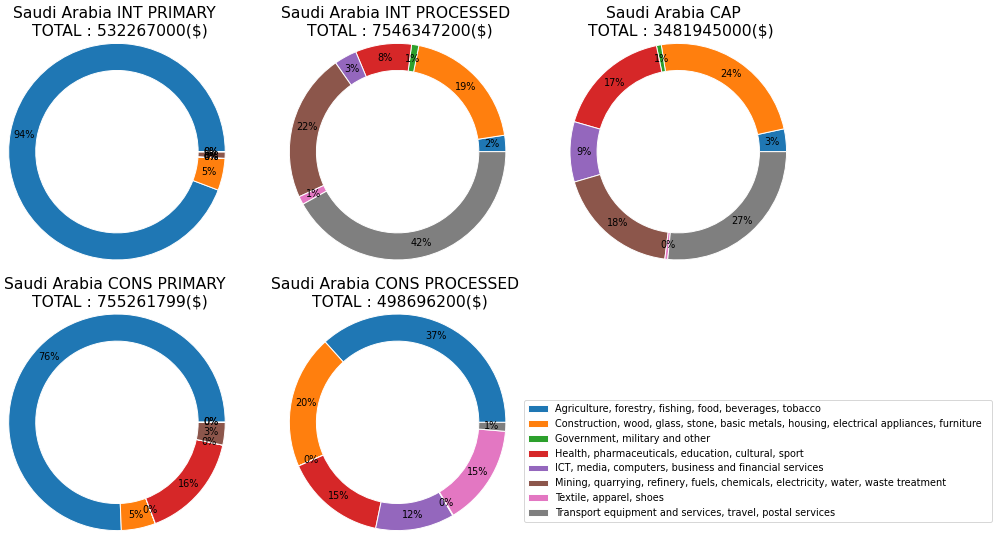 Saudi Arabia INT PRIMARY
TOTAL : 532267000($)
94%
5%
0%
0%
0%
Saudi Arabia INT PROCESSED
TOTAL : 7546347200($)
2%
19%
1%
8%
3%
22%
1%
42%
Saudi Arabia CAP
TOTAL : 3481945000($)
3%
24%
1%
17%
9%
18%
0%
27%
Saudi Arabia CONS PRIMARY
TOTAL : 755261799($)
76%
5%
0%
16%
0%
3%
0%
Saudi Arabia CONS PROCESSED
TOTAL : 498696200($)
37%
20%
0%
15%
12%
0%
15%
1%
Agriculture, forestry, fishing, food, beverages, tobacco
Construction, wood, glass, stone, basic metals, housing, electrical appliances, furniture
Government, military and other
Health, pharmaceuticals, education, cultural, sport
ICT, media, computers, business and financial services
Mining, quarrying, refinery, fuels, chemicals, electricity, water, waste treatment
Textile, apparel, shoes
Transport equipment and services, travel, postal services